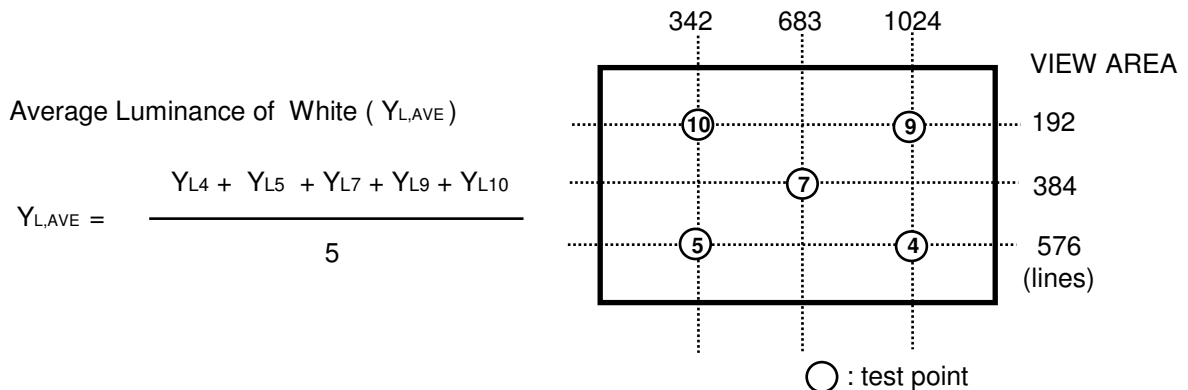 342 683 1024
VIEW AREA
Average Luminance of White ( YL,AVE )
10 9 192
YL4 + YL5 + YL7 + YL9 + YL10
7 384
YL,AVE =
5
5 4 576
(lines)
: test point